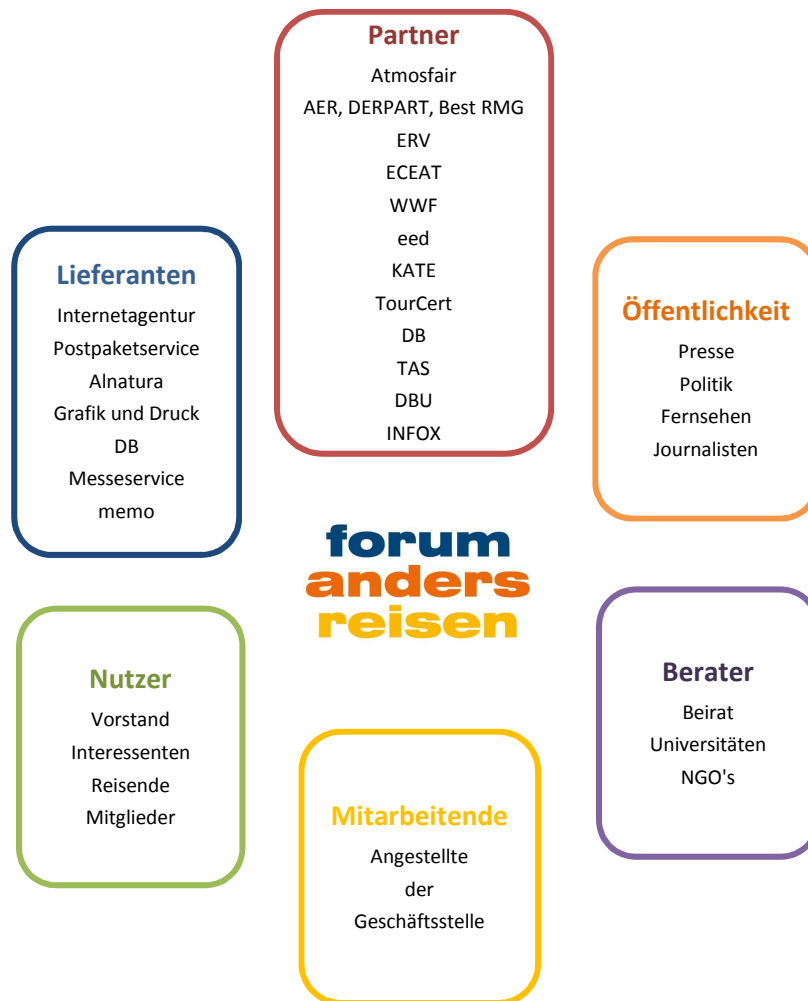 Partner
Atmosfair
AER, DERPART, Best RMG
ERV
ECEAT
WWF
eed
KATE
TourCert
DB
TAS
DBU
INFOX
Lieferanten
Internetagentur
Postpaketservice
Alnatura
Grafik und Druck
DB
Messeservice
memo
Öffentlichkeit
Presse
Politik
Fernsehen
Journalisten
forum
anders
reisen
Nutzer
Vorstand
Interessenten
Reisende
Mitglieder
Mitarbeitende
Angestellte
der
Geschäftsstelle
Berater
Beirat
Universitäten
NGO's